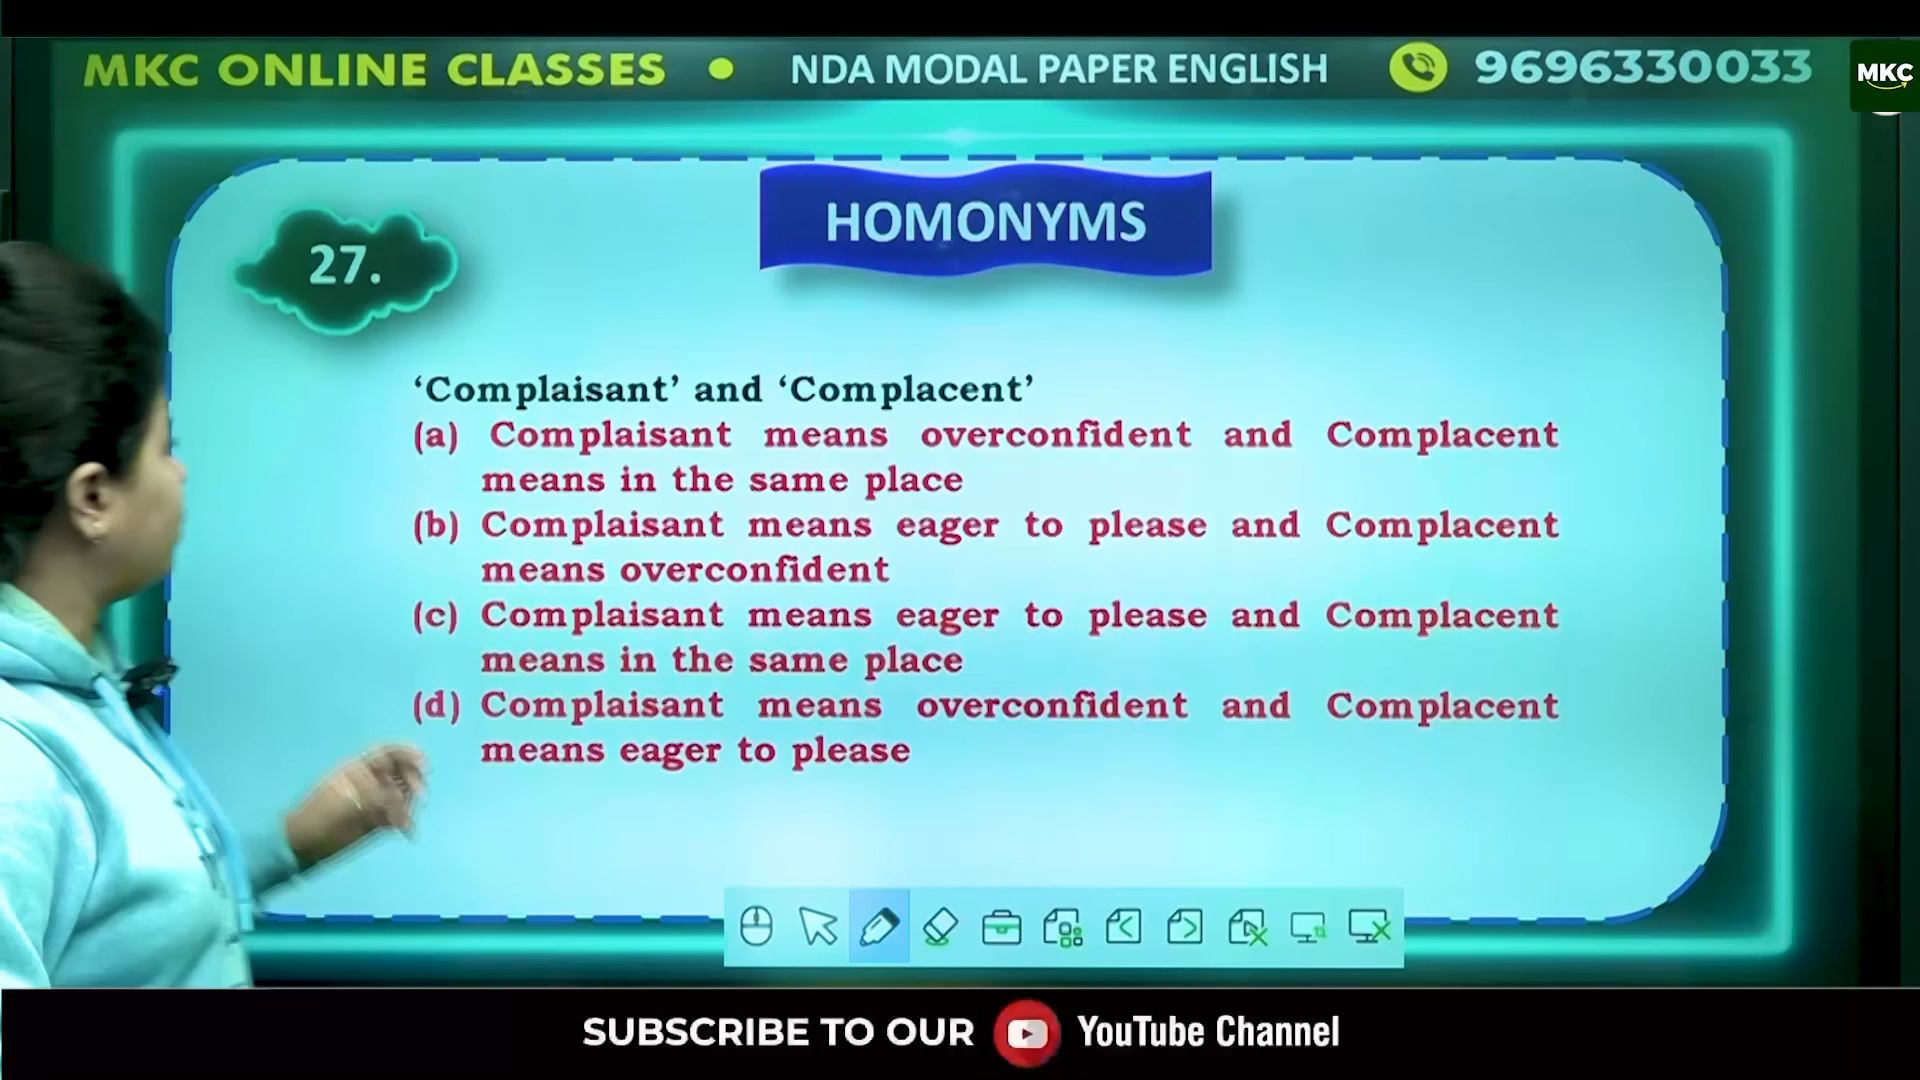 MKC ONLINE CLASSES • NDA MODAL PAPER ENGLISH 9696330033
MKC
HOMONYMS
27.
‘Complaisant’ and ‘Complacent’
(a) Complaisant means overconfident and Complacent
means in the same place
(b) Complaisant means eager to please and Complacent
means overconfident
(c) Complaisant means eager to please and Complacent
means in the same place
(d) Complaisant means overconfident and Complacent
means eager to please
SUBSCRIBE TO OUR YouTube Channel